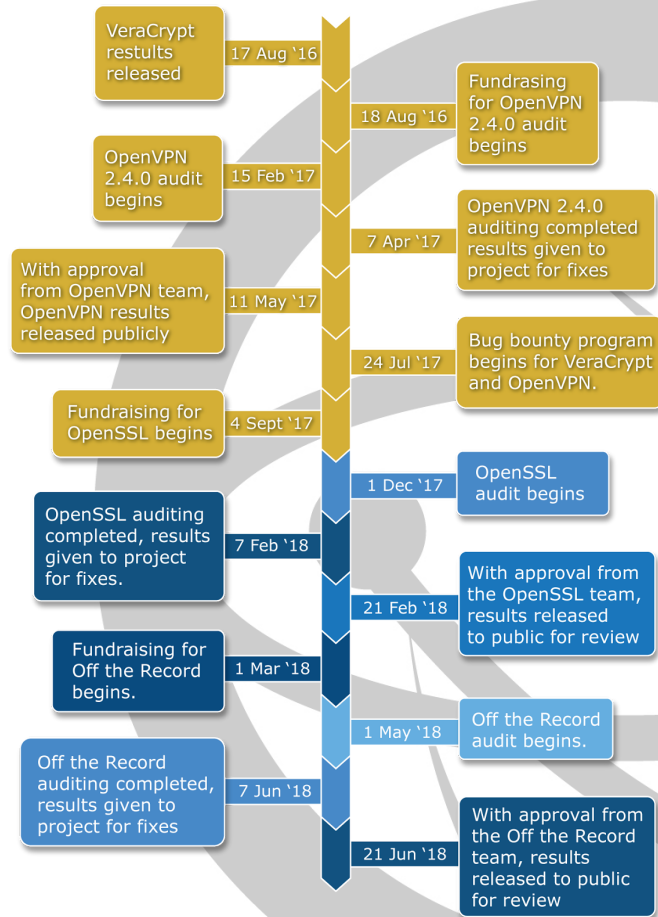 VeraCrypt
restults
released
17 Aug ‘16
18 Aug ‘16
Fundrasing
for OpenVPN
2.4.0 audit
begins
OpenVPN
2.4.0 audit
begins
15 Feb ‘17
7 Apr ‘17
OpenVPN 2.4.0
auditing completed
results given to
project for fixes
With approval
from OpenVPN team,
OpenVPN results
released publicly
11 May ‘17
24 Jul ‘17
Bug bounty program
begins for VeraCrypt
and OpenVPN.
Fundraising for
OpenSSL begins
4 Sept ‘17
1 Dec ‘17
OpenSSL
audit begins
OpenSSL auditing
completed, results
given to project
for fixes.
7 Feb ‘18
21 Feb ‘18
With approval from
the OpenSSL team,
results released
to public for review
Fundraising for
Off the Record
begins.
1 Mar ‘18
1 May ‘18
Off the Record
audit begins.
Off the Record
auditing completed,
results given to
project for fixes
7 Jun ‘18
21 Jun ‘18
With approval from
the Off the Record
team, results
released to public
for review